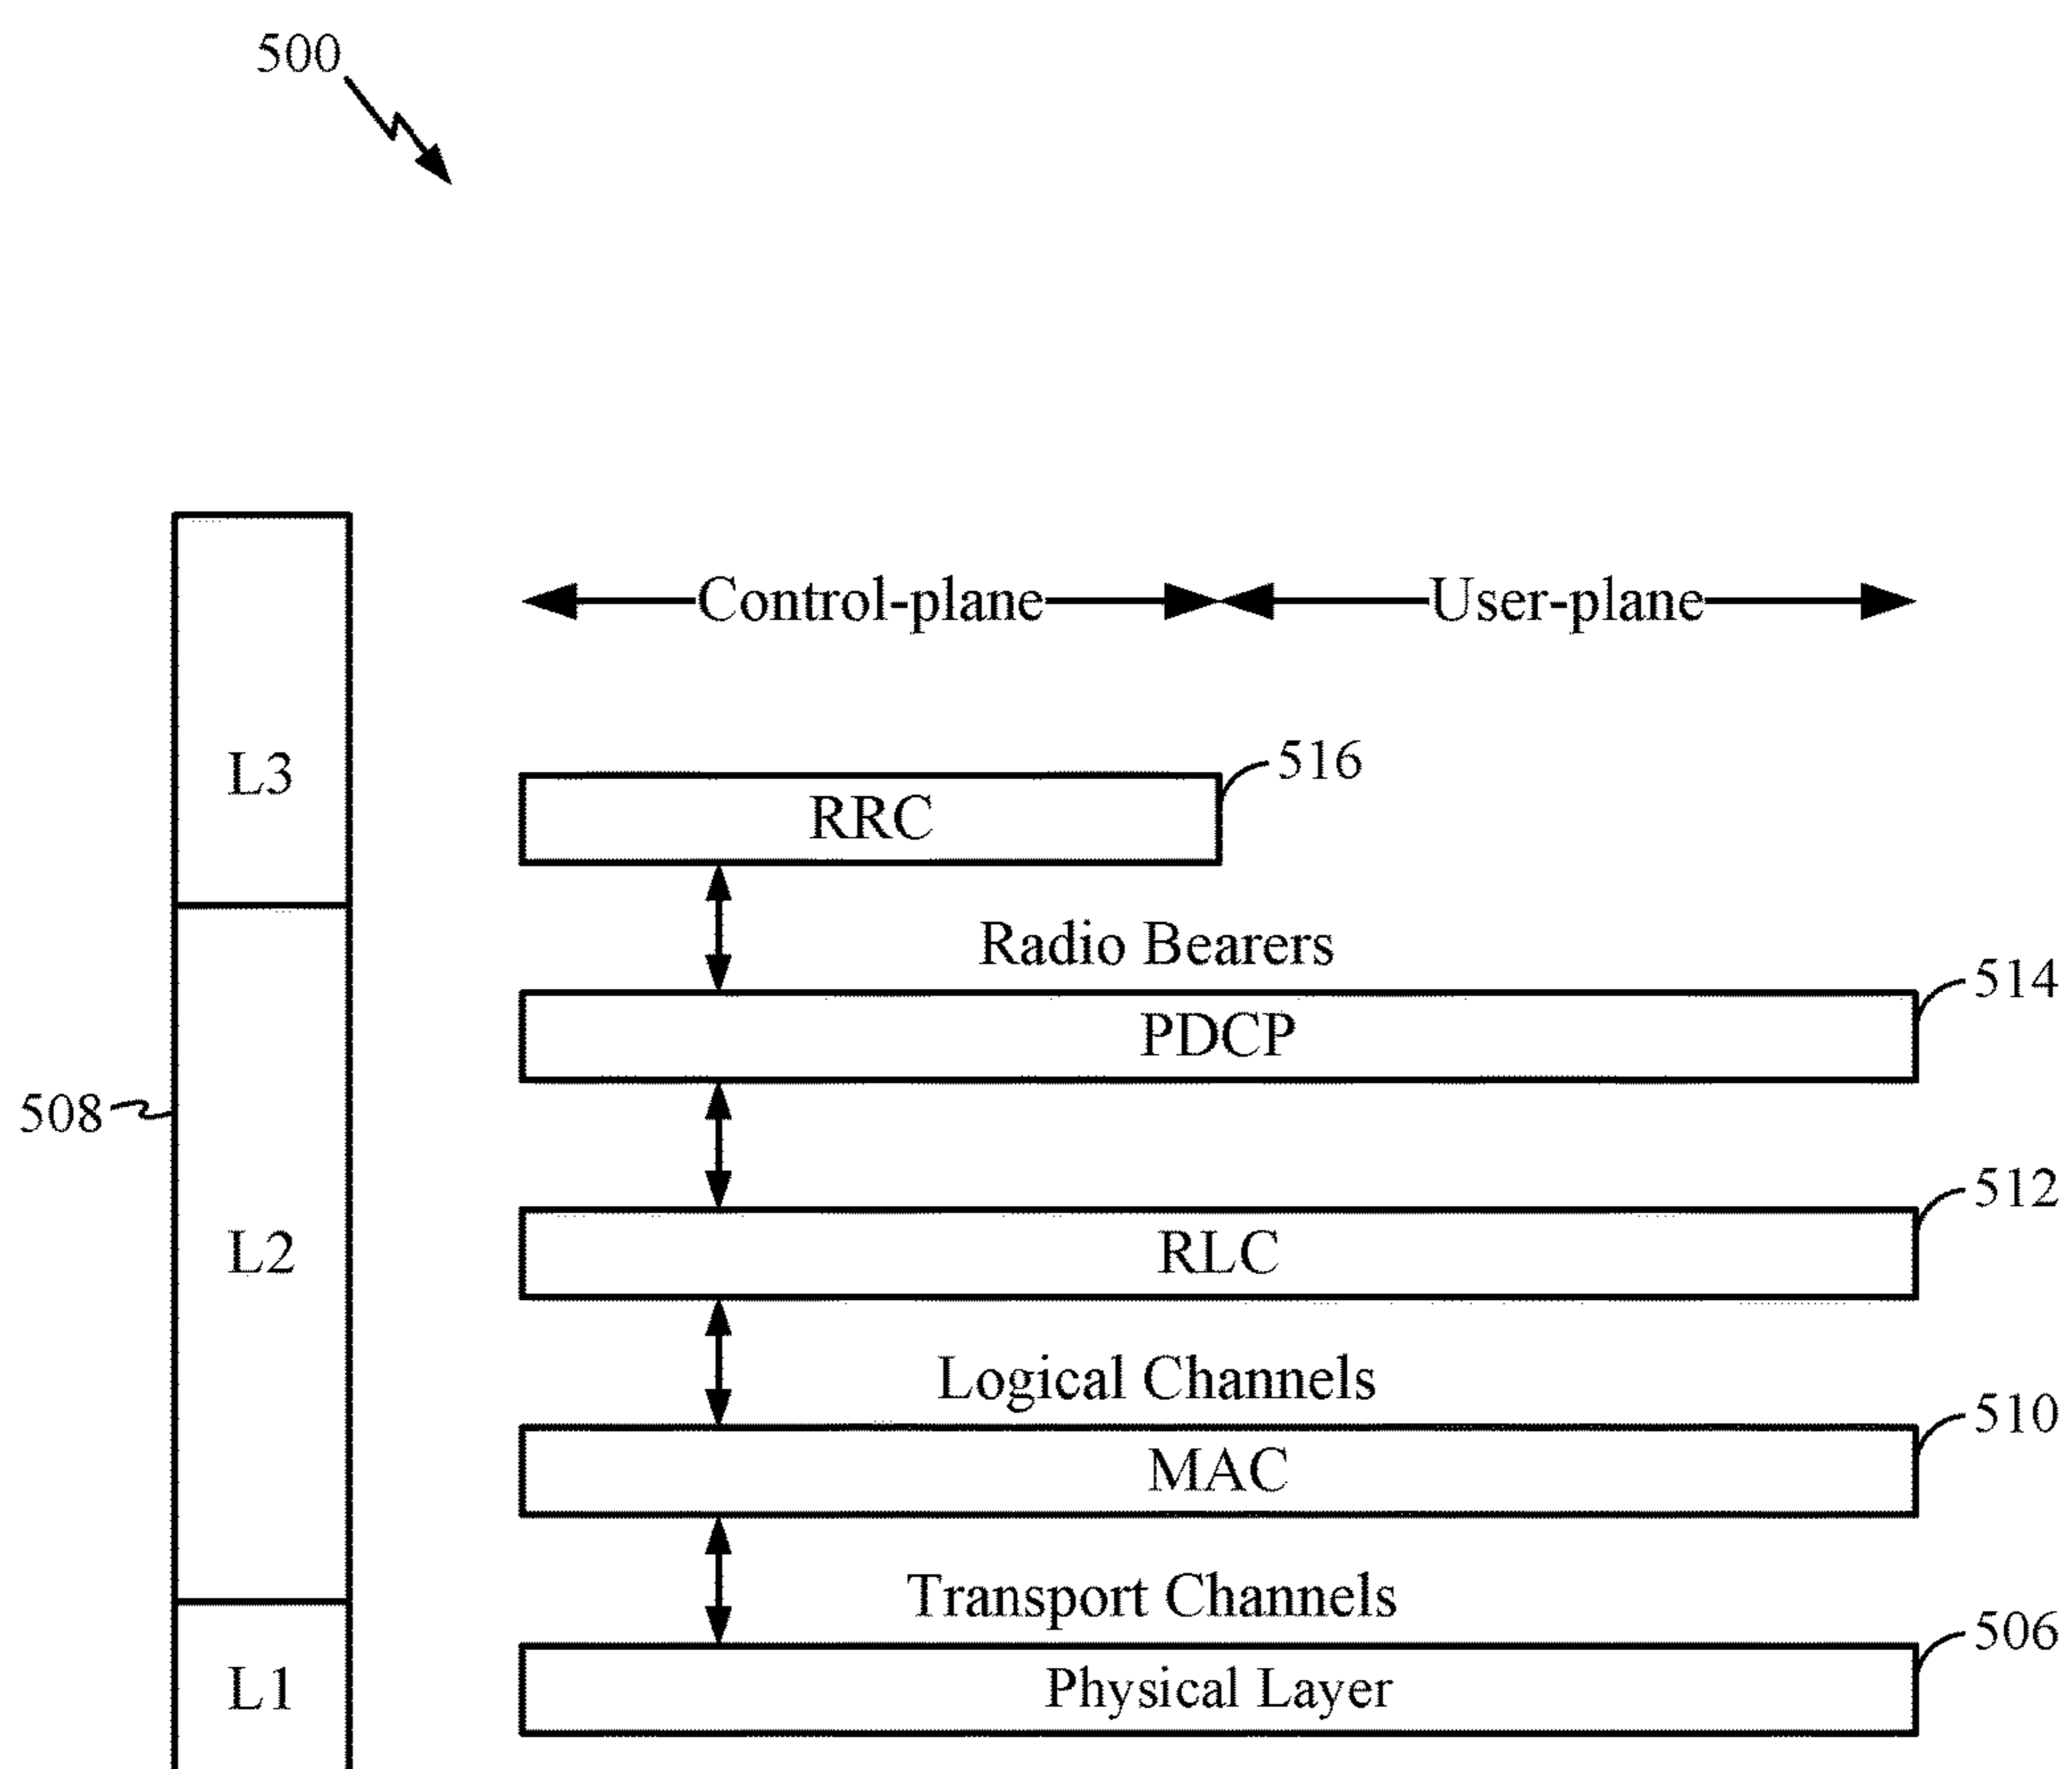 500
Control-plane User-plane
L3
516
RRC
Radio Bearers
514
PDCP
508
512
L2
RLC
Logical Channels
510
MAC
Transport Channels
506
L1
Physical Layer